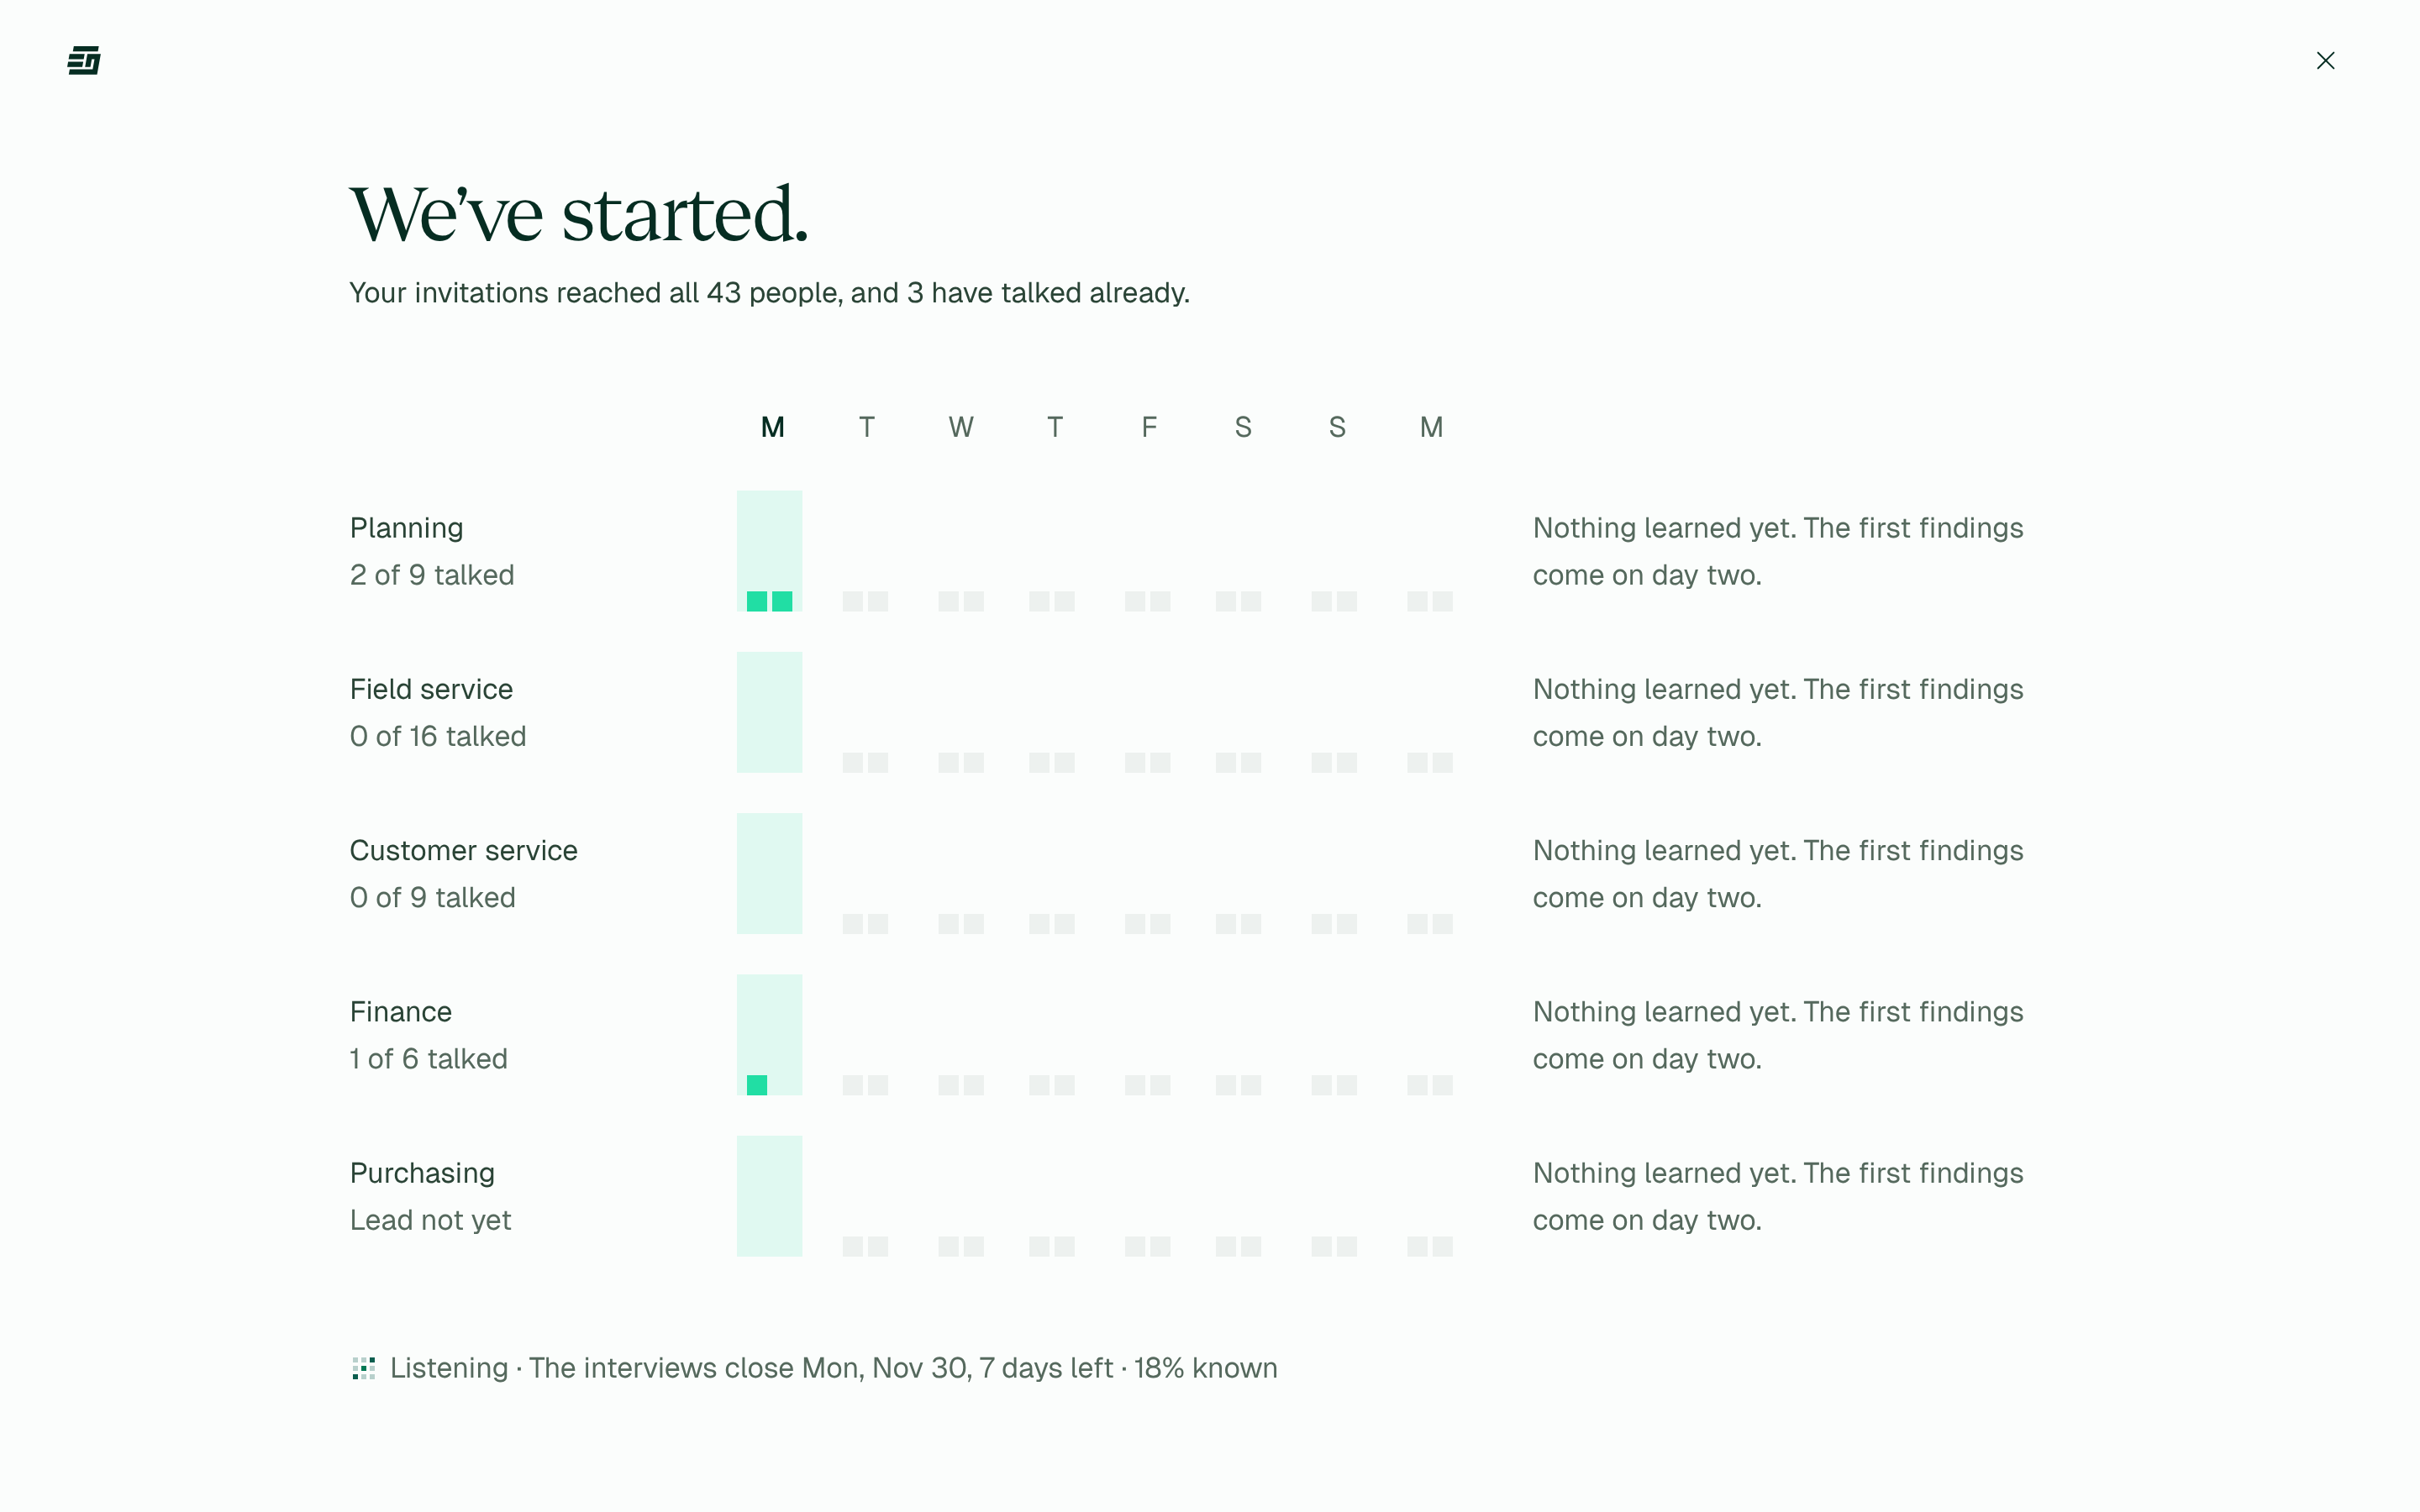 We’ve started.
Your invitations reached all 43 people, and 3 have talked already.
M T W T F S S M
Planning
2 of 9 talked
Nothing learned yet. The first findings
come on day two.
Field service
0 of 16 talked
Nothing learned yet. The first findings
come on day two.
Customer service
0 of 9 talked
Nothing learned yet. The first findings
come on day two.
Finance
1 of 6 talked
Nothing learned yet. The first findings
come on day two.
Purchasing
Lead not yet
Nothing learned yet. The first findings
come on day two.
Listening · The interviews close Mon, Nov 30, 7 days left · 18% known